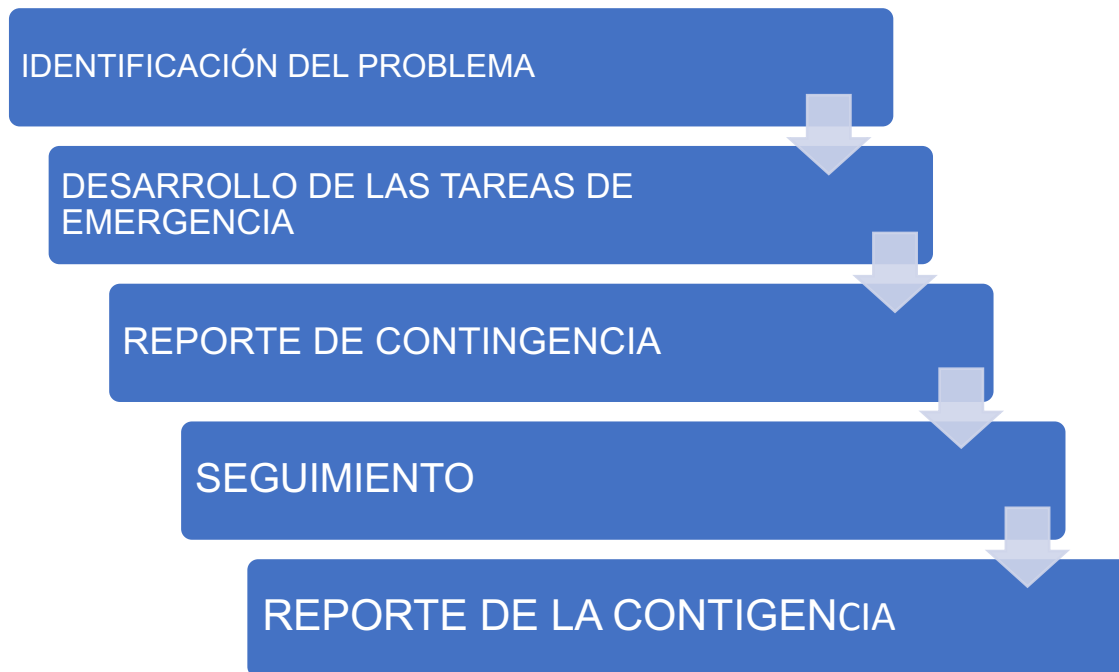 IDENTIFICACIÓN DEL PROBLEMA
DESARROLLO DE LAS TAREAS DE
EMERGENCIA
REPORTE DE CONTINGENCIA
SEGUIMIENTO
REPORTE DE LA CONTIGENCIA